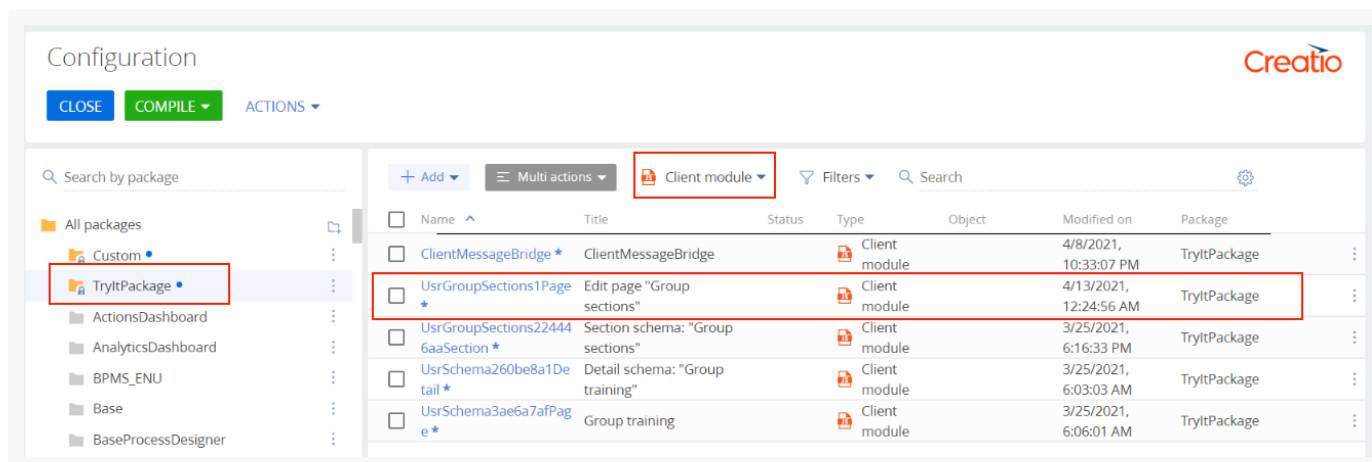 Configuration
Creatio
CLOSE COMPILE ACTIONS
Search by package
Add Multi actions Client module Filters Search
All packages
Custom
TryItPackage
ActionsDashboard
AnalyticsDashboard
BPMS_ENU
Base
BaseProcessDesigner
Name Title Status Type Object Modified on Package
ClientMessageBridge * ClientMessageBridge Client 4/8/2021, TryItPackage
module 10:33:07 PM
UsrGroupSections1Page Edit page "Group Client 4/13/2021, TryItPackage
* sections" module 12:24:56 AM
UsrGroupSections22444 Section schema: "Group Client 3/25/2021, TryItPackage
6aaSection * sections" module 6:16:33 PM
UsrSchema260be8a1De Detail schema: "Group Client 3/25/2021, TryItPackage
tail * training" module 6:03:03 AM
UsrSchema3ae6a7afPag Group training Client 3/25/2021, TryItPackage
e * module 6:06:01 AM